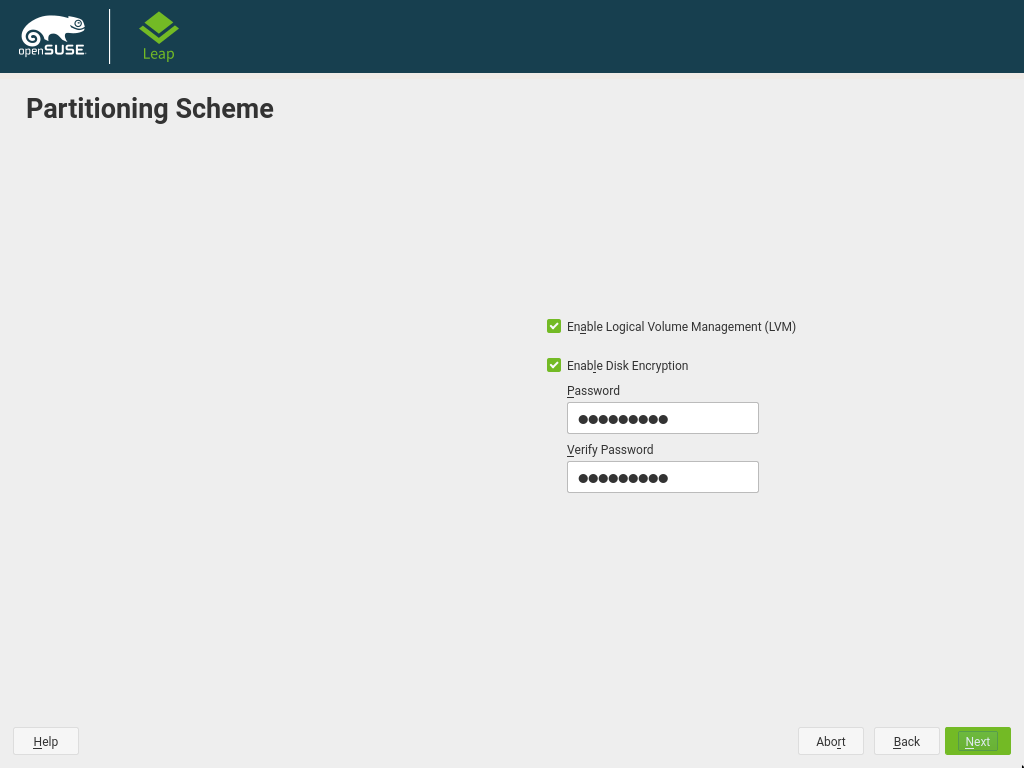 openSUSE
Leap
Partitioning Scheme
Enable Logical Volume Management (LVM)
Enable Disk Encryption
Password
●●●●●●●●●
Verify Password
●●●●●●●●●
Help
Abort
Back
Next